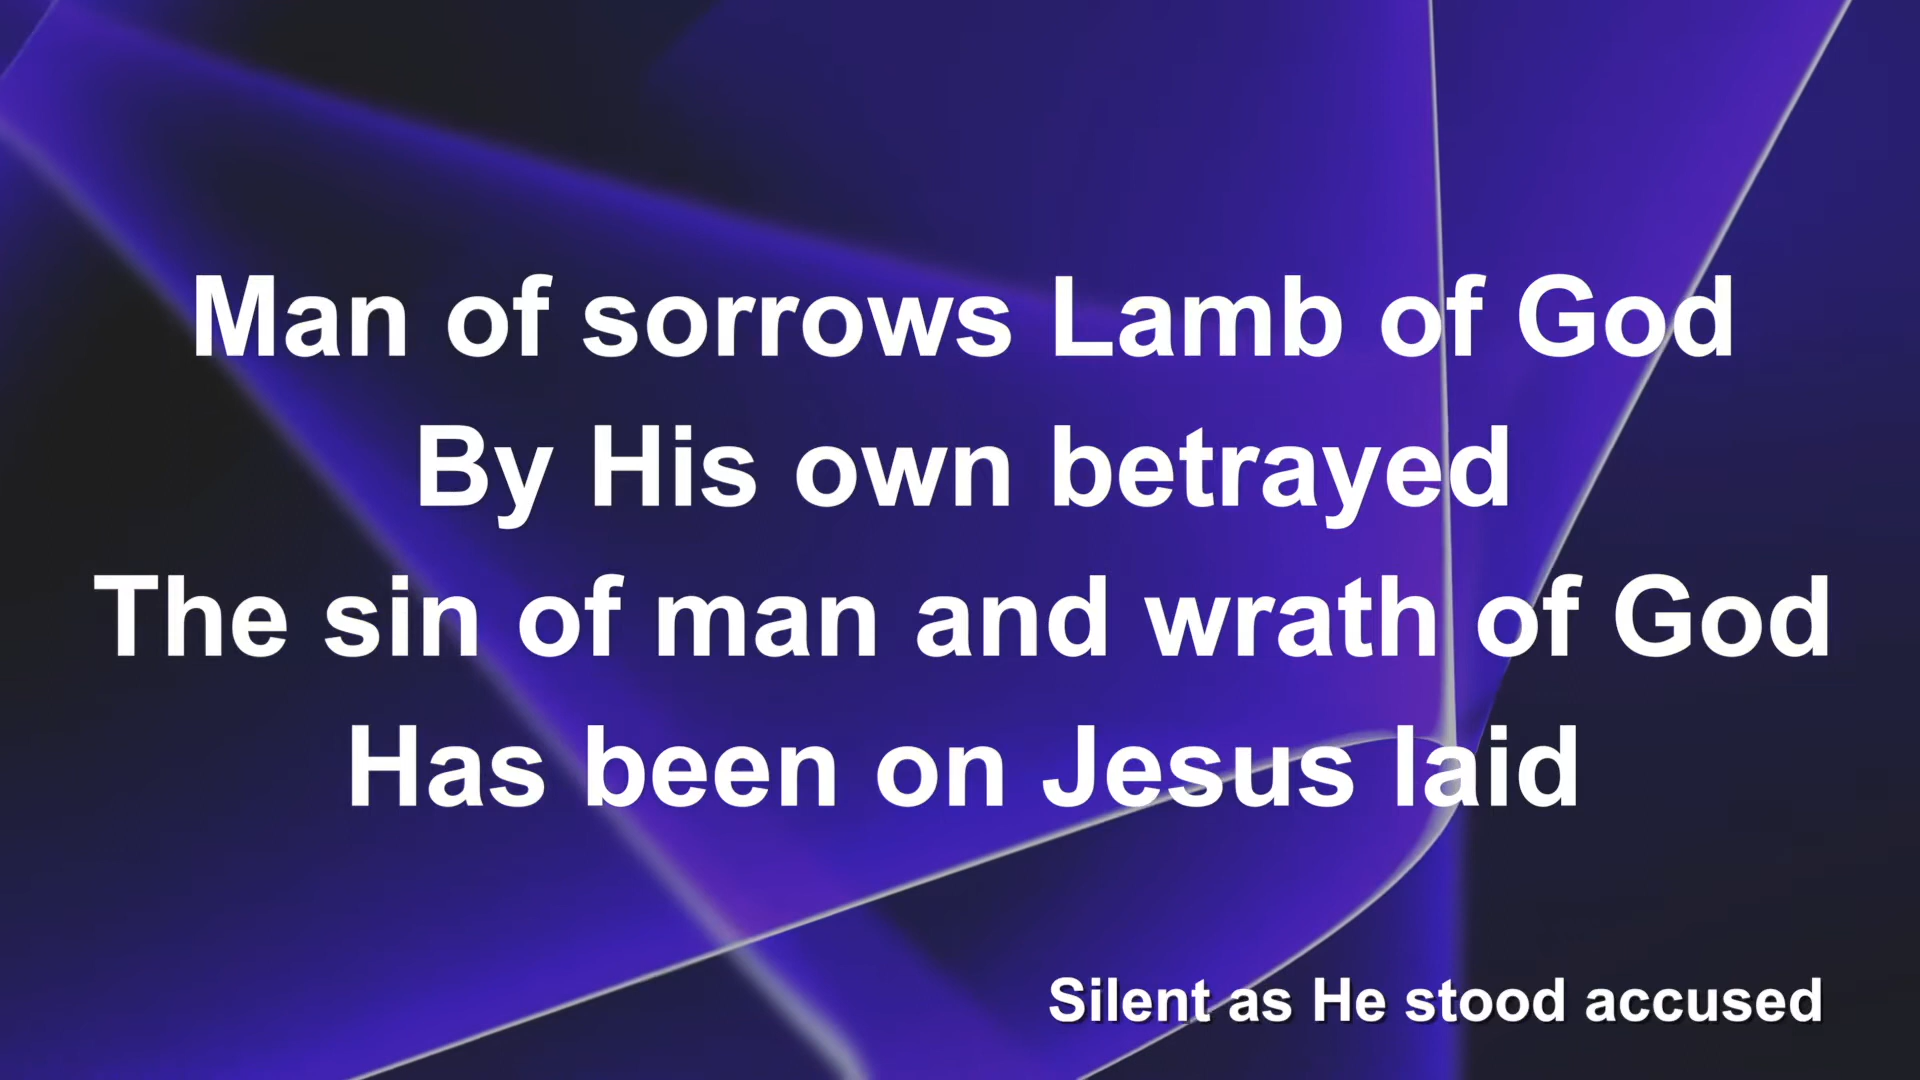 Man of sorrows Lamb of God
By His own betrayed
The sin of man and wrath of God
Has been on Jesus laid
Silent as He stood accused